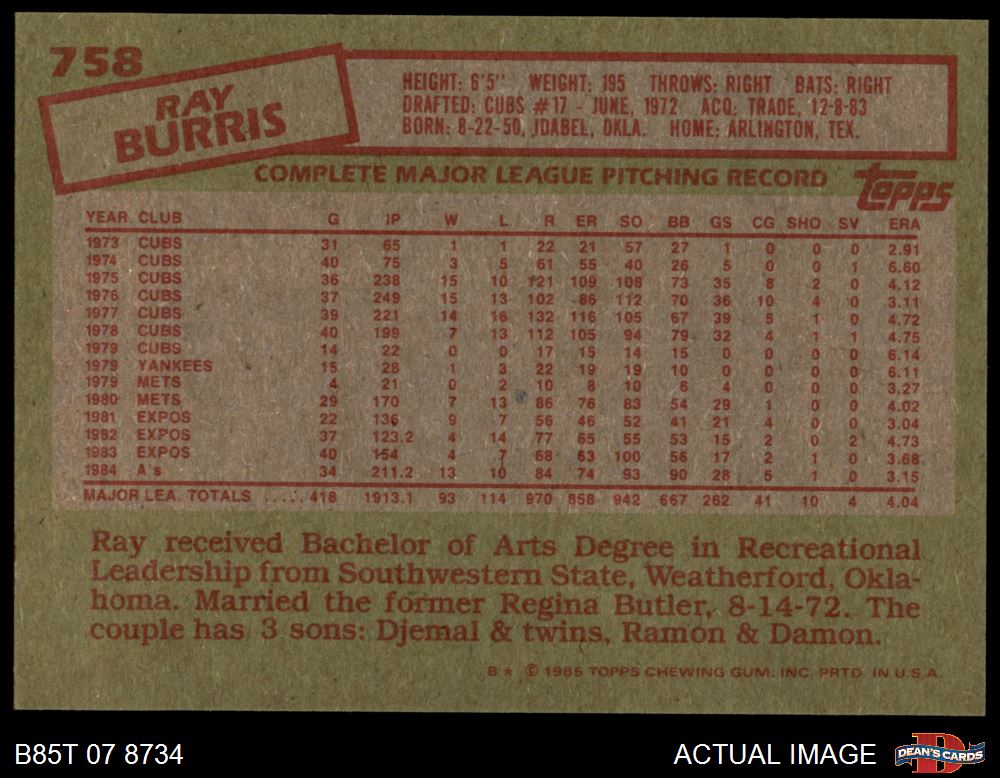 758
RAY
BURRIS
HEIGHT: 6'5" WEIGHT: 195 THROWS: RIGHT BATS: RIGHT
DRAFTED: CUBS #17 - JUNE, 1972 ACQ: TRADE, 12-8-83
BORN: 8-22-50, IDABEL, OKLA. HOME: ARLINGTON, TEX.
COMPLETE MAJOR LEAGUE PITCHING RECORD
topps
YEAR CLUB G IP W L R ER SO BB GS CG SHO SV ERA
1973 CUBS 31 65 1 1 22 21 57 27 1 0 0 0 2.91
1974 CUBS 40 75 3 5 61 55 40 26 5 0 0 1 6.60
1975 CUBS 36 238 15 10 121 109 108 73 35 8 2 0 4.12
1976 CUBS 37 249 15 13 102 86 112 70 36 10 4 0 3.11
1977 CUBS 39 221 14 16 132 116 105 67 39 5 1 0 4.72
1978 CUBS 40 199 7 13 112 105 94 79 32 4 1 1 4.75
1979 CUBS 14 22 0 0 17 15 14 15 0 0 0 0 6.14
1979 YANKEES 15 28 1 3 22 19 19 10 0 0 0 0 6.11
1979 METS 4 21 0 2 10 8 10 6 4 0 0 0 3.27
1980 METS 29 170 7 13 86 76 83 54 29 1 0 0 4.02
1981 EXPOS 22 136 9 7 56 46 52 41 21 4 0 0 3.04
1982 EXPOS 37 123.2 4 14 77 65 55 53 15 2 0 2 4.73
1983 EXPOS 40 154 4 7 68 63 100 56 17 2 1 0 3.68
1984 A's 34 211.2 13 10 84 74 93 90 28 5 1 0 3.15
MAJOR LEA. TOTALS ..... 418 1913.1 93 114 970 858 942 667 262 41 10 4 4.04
Ray received Bachelor of Arts Degree in Recreational
Leadership from Southwestern State, Weatherford, Okla-
homa. Married the former Regina Butler, 8-14-72. The
couple has 3 sons: Djemal & twins, Ramon & Damon.
B * © 1985 TOPPS CHEWING GUM. INC. PRTD. IN U.S.A.
B85T 07 8734
ACTUAL IMAGE
DEAN'S CARDS